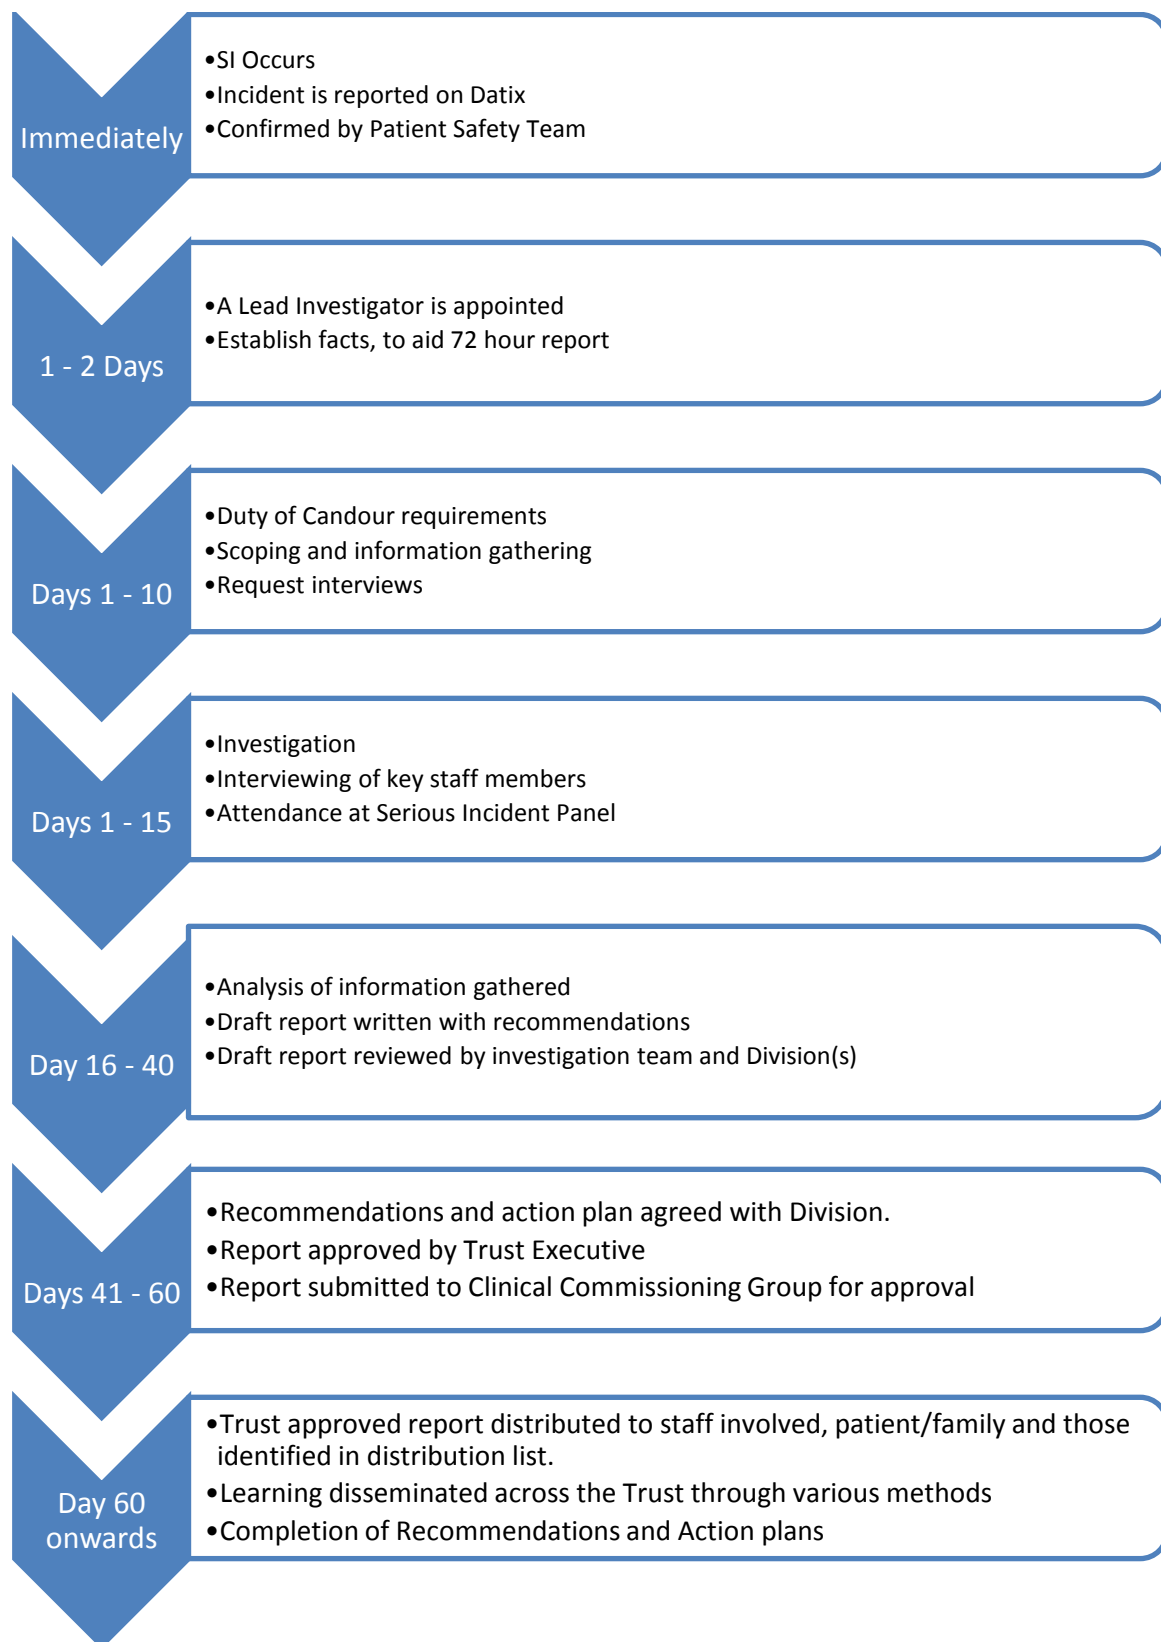 Immediately
•SI Occurs
•Incident is reported on Datix
•Confirmed by Patient Safety Team
1 - 2 Days
•A Lead Investigator is appointed
•Establish facts, to aid 72 hour report
Days 1 - 10
•Duty of Candour requirements
•Scoping and information gathering
•Request interviews
Days 1 - 15
•Investigation
•Interviewing of key staff members
•Attendance at Serious Incident Panel
Day 16 - 40
•Analysis of information gathered
•Draft report written with recommendations
•Draft report reviewed by investigation team and Division(s)
Days 41 - 60
•Recommendations and action plan agreed with Division.
•Report approved by Trust Executive
•Report submitted to Clinical Commissioning Group for approval
Day 60
onwards
•Trust approved report distributed to staff involved, patient/family and those
identified in distribution list.
•Learning disseminated across the Trust through various methods
•Completion of Recommendations and Action plans